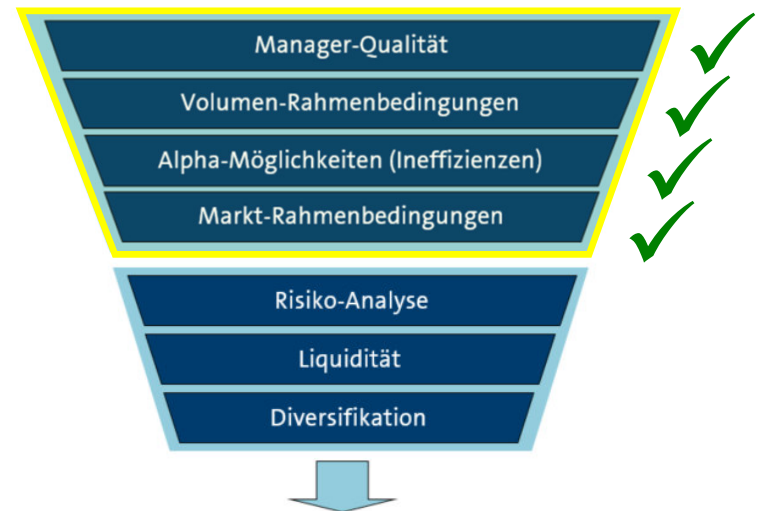 Manager-Qualität
Volumen-Rahmenbedingungen
Alpha-Möglichkeiten (Ineffizienzen)
Markt-Rahmenbedingungen
Risiko-Analyse
Liquidität
Diversifikation